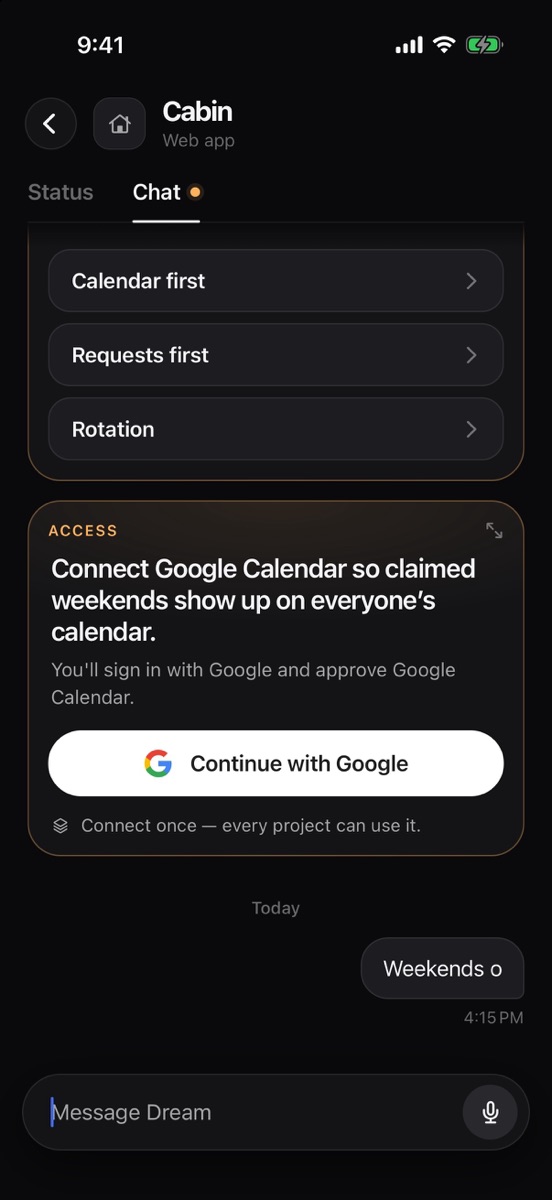 9:41
Cabin
Web app
Status
Chat
Calendar first
Requests first
Rotation
ACCESS
Connect Google Calendar so claimed
weekends show up on everyone’s
calendar.
You'll sign in with Google and approve Google
Calendar.
Continue with Google
Connect once — every project can use it.
Today
Weekends o
4:15 PM
Message Dream